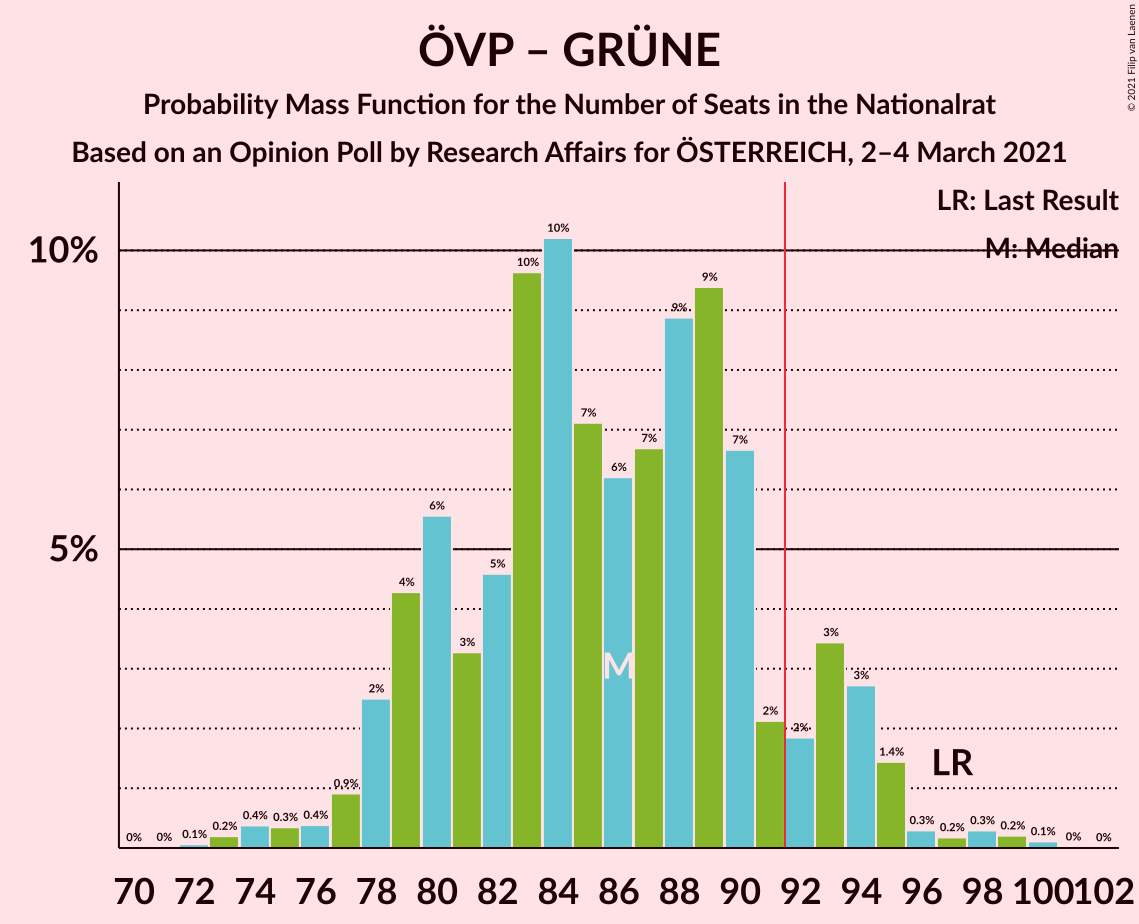 ÖVP – GRÜNE
Probability Mass Function for the Number of Seats in the Nationalrat
Based on an Opinion Poll by Research Affairs for ÖSTERREICH, 2–4 March 2021
© 2021 Filip van Laenen
LR: Last Result
M: Median
10%
5%
0% 0% 0.1% 0.2% 0.4% 0.3% 0.4% 0.9% 2% 4% 6% 3% 5% 10% 10% 7% 6% 7% 9% 9% 7% 2% 2% 3% 3% 1.4% 0.3% 0.2% 0.3% 0.2% 0.1% 0% 0%
M
LR
70 72 74 76 78 80 82 84 86 88 90 92 94 96 98 100 102